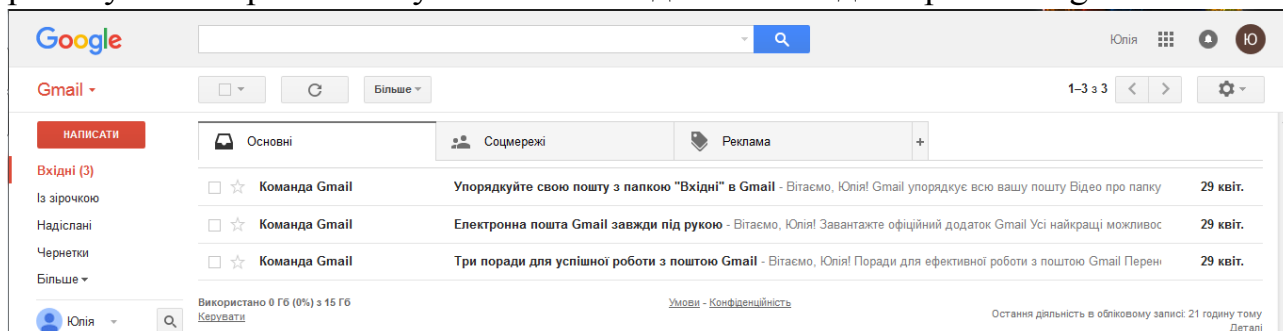 Google
Юлія
Ю
Gmail
Більше
1–3 з 3
НАПИСАТИ
Основні
Соцмережі
Реклама
+
Вхідні (3)
Із зірочкою
Надіслані
Чернетки
Більше
Команда Gmail Упорядкуйте свою пошту з папкою "Вхідні" в Gmail - Вітаємо, Юлія! Gmail упорядкує всю вашу пошту Відео про папку 29 квіт.
Команда Gmail Електронна пошта Gmail завжди під рукою - Вітаємо, Юлія! Завантажте офіційний додаток Gmail Усі найкращі можливос 29 квіт.
Команда Gmail Три поради для успішної роботи з поштою Gmail - Вітаємо, Юлія! Поради для ефективної роботи з поштою Gmail Перен 29 квіт.
Використано 0 Гб (0%) з 15 Гб
Керувати
Умови - Конфіденційність
Остання діяльність в обліковому записі: 21 годину тому
Деталі
Юлія